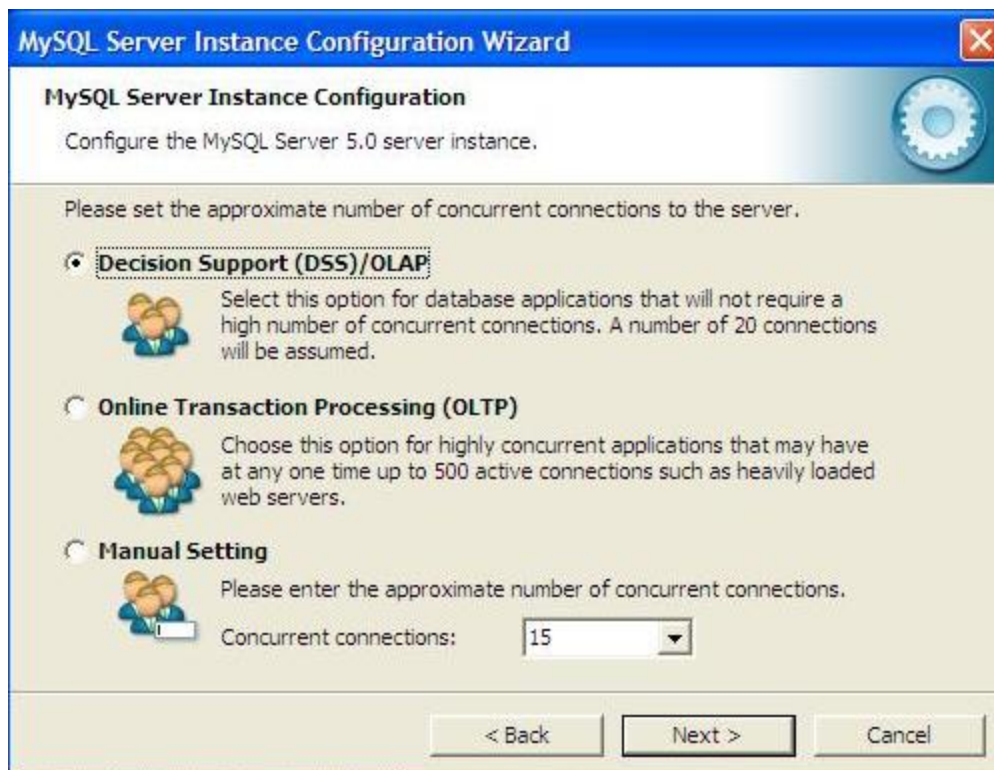 MySQL Server Instance Configuration Wizard
MySQL Server Instance Configuration
Configure the MySQL Server 5.0 server instance.
Please set the approximate number of concurrent connections to the server.
Decision Support (DSS)/OLAP
Select this option for database applications that will not require a
high number of concurrent connections. A number of 20 connections
will be assumed.
Online Transaction Processing (OLTP)
Choose this option for highly concurrent applications that may have
at any one time up to 500 active connections such as heavily loaded
web servers.
Manual Setting
Please enter the approximate number of concurrent connections.
Concurrent connections: 15
< Back Next > Cancel